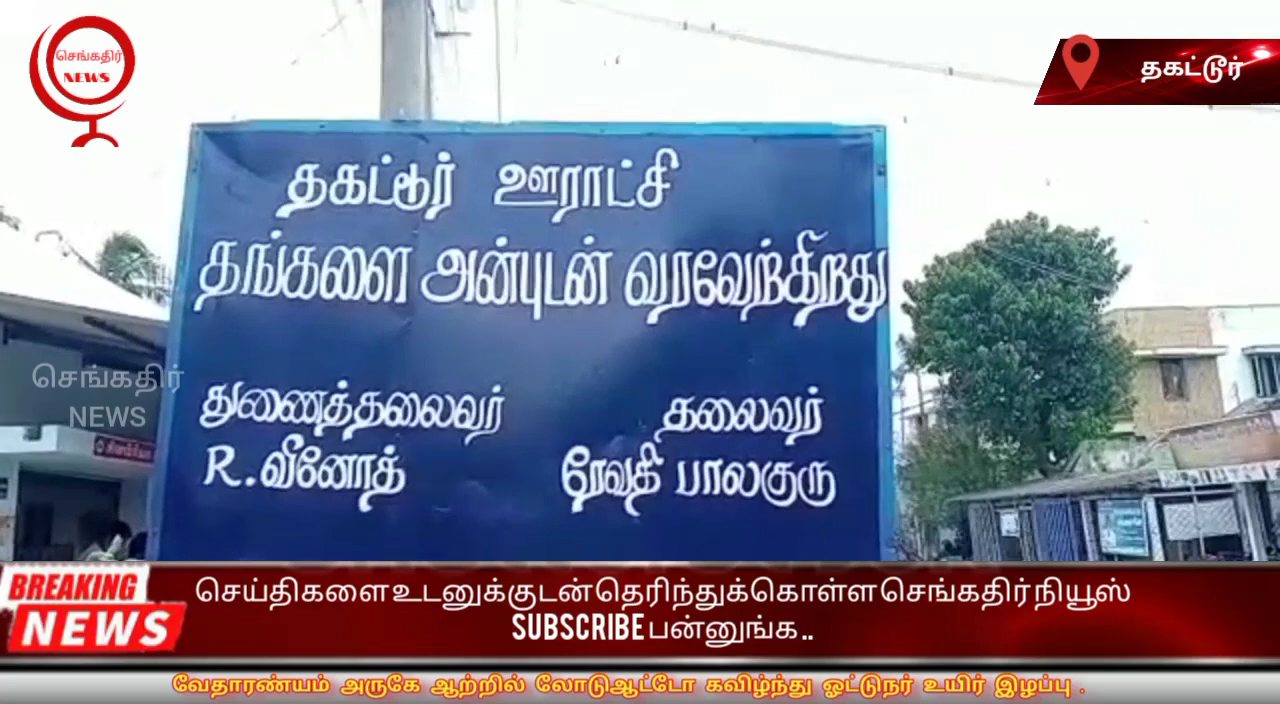 செங்கதிர்
NEWS
தகட்டூர்
தகட்டூர் ஊராட்சி
தங்களை அன்புடன் வரவேற்கிறது
துணைத்தலைவர்
தலைவர்
R.வினோத்
ரேவதி பாலகுரு
செங்கதிர்
NEWS
BREAKING
NEWS
செய்திகளை உடனுக்குடன் தெரிந்துக்கொள்ள செங்கதிர் நியூஸ்
SUBSCRIBE பன்னுங்க ..
வேதாரண்யம் அருகே ஆற்றில் லோடுஆட்டோ கவிழ்ந்து ஓட்டுநர் உயிர் இழப்பு .